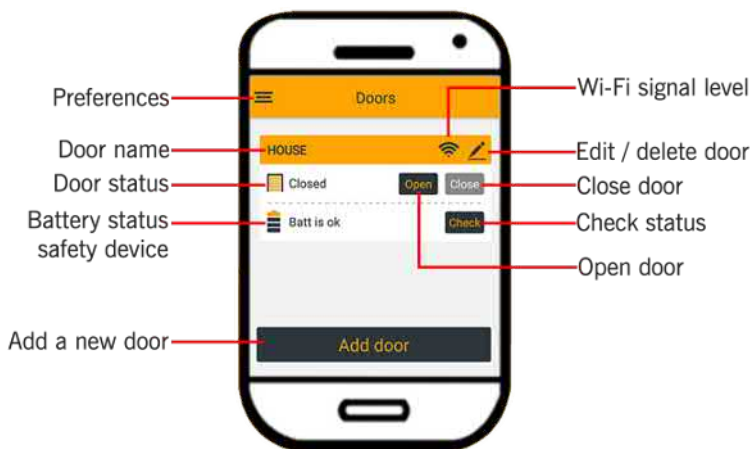 Preferences
Door name
Door status
Battery status
safety device
Add a new door
Doors
HOUSE
Closed
Open
Close
Batt is ok
Check
Add door
Wi-Fi signal level
Edit / delete door
Close door
Check status
Open door